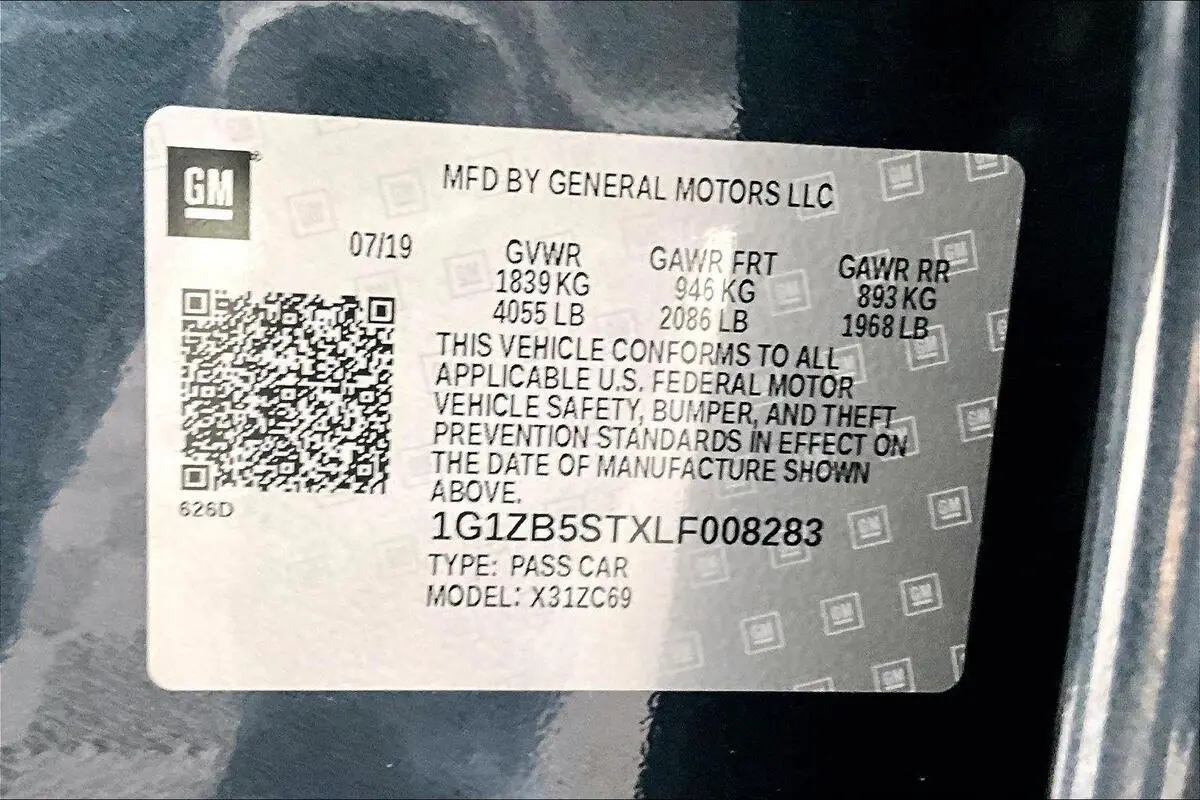 GM
MFD BY GENERAL MOTORS LLC
07/19 GVWR GAWR FRT GAWR RR
1839 KG 946 KG 893 KG
4055 LB 2086 LB 1968 LB
THIS VEHICLE CONFORMS TO ALL
APPLICABLE U.S. FEDERAL MOTOR
VEHICLE SAFETY, BUMPER, AND THEFT
PREVENTION STANDARDS IN EFFECT ON
THE DATE OF MANUFACTURE SHOWN
ABOVE.
626D
1G1ZB5STXLF008283
TYPE: PASS CAR
MODEL: X31ZC69